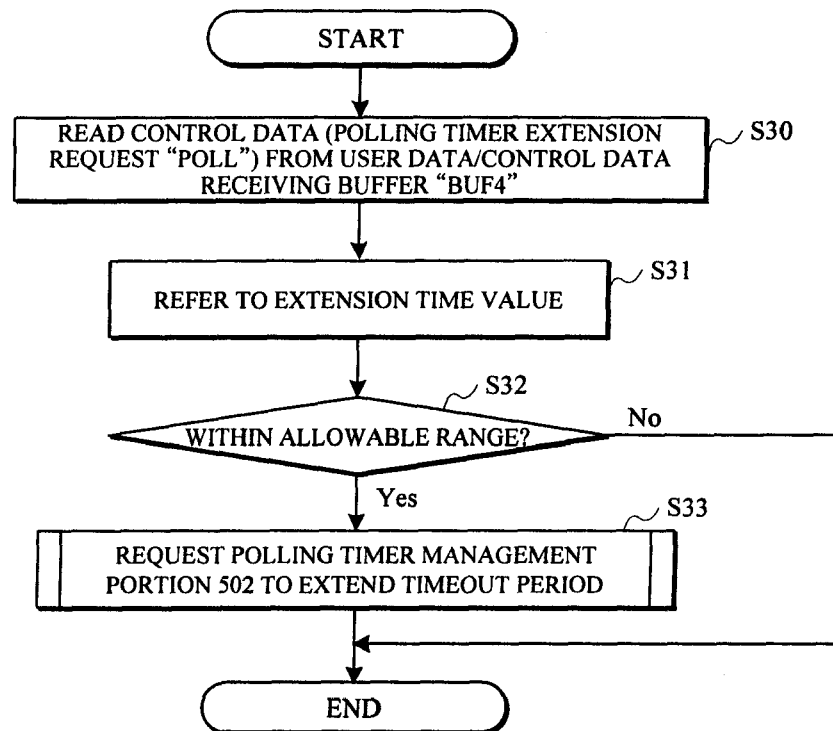 START
READ CONTROL DATA (POLLING TIMER EXTENSION
REQUEST “POLL”) FROM USER DATA/CONTROL DATA
RECEIVING BUFFER “BUF4”
S30
REFER TO EXTENSION TIME VALUE
S31
S32
WITHIN ALLOWABLE RANGE?
No
Yes
S33
REQUEST POLLING TIMER MANAGEMENT
PORTION 502 TO EXTEND TIMEOUT PERIOD
END